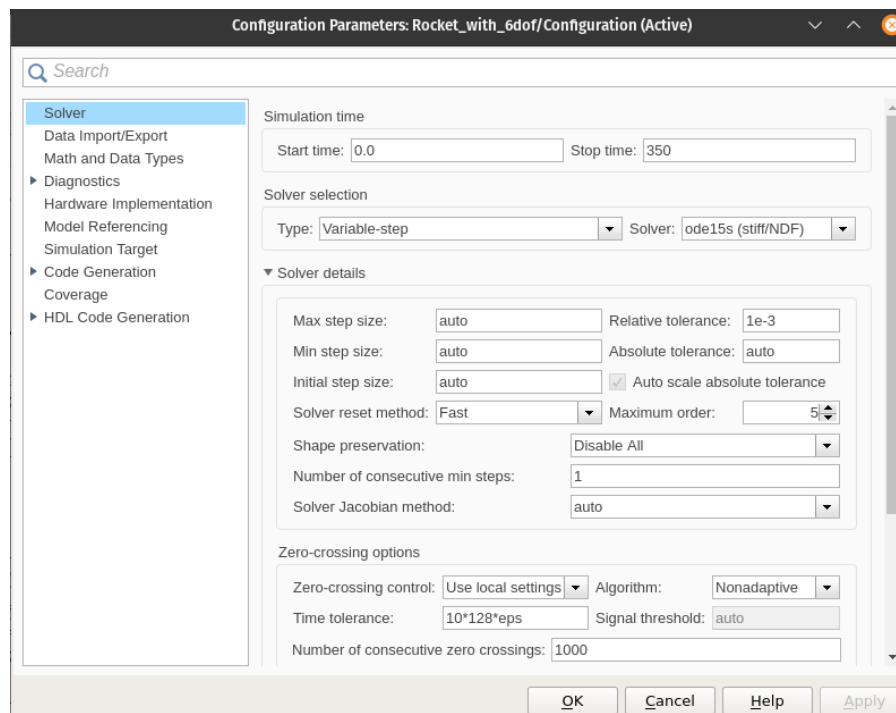 Configuration Parameters: Rocket_with_6dof/Configuration (Active)
Search
Solver
Data Import/Export
Math and Data Types
Diagnostics
Hardware Implementation
Model Referencing
Simulation Target
Code Generation
Coverage
HDL Code Generation
Simulation time
Start time: 0.0 Stop time: 350
Solver selection
Type: Variable-step Solver: ode15s (stiff/NDF)
Solver details
Max step size: auto Relative tolerance: 1e-3
Min step size: auto Absolute tolerance: auto
Initial step size: auto Auto scale absolute tolerance
Solver reset method: Fast Maximum order: 5
Shape preservation: Disable All
Number of consecutive min steps: 1
Solver Jacobian method: auto
Zero-crossing options
Zero-crossing control: Use local settings Algorithm: Nonadaptive
Time tolerance: 10*128*eps Signal threshold: auto
Number of consecutive zero crossings: 1000
OK Cancel Help Apply